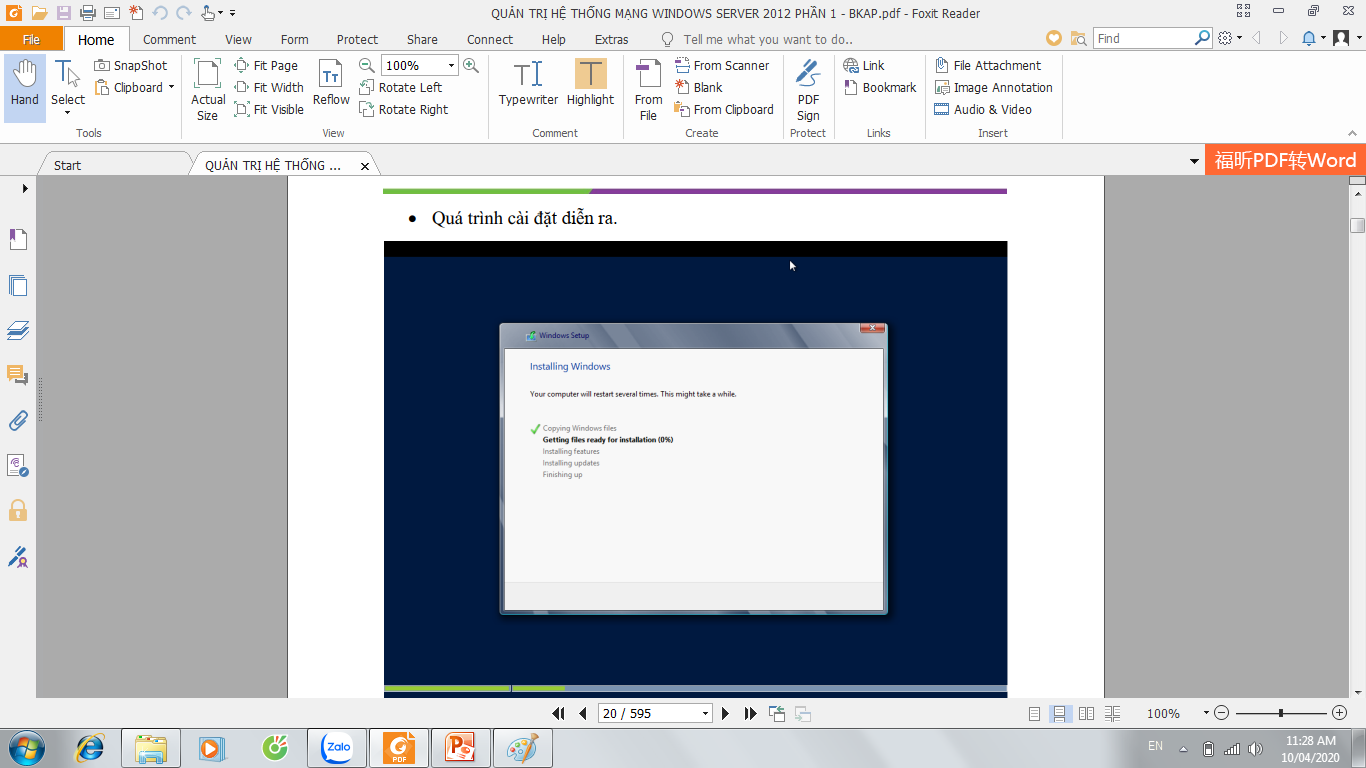 QUẢN TRỊ HỆ THỐNG MẠNG WINDOWS SERVER 2012 PHẦN 1 - BKAP.pdf - Foxit Reader
File Home Comment View Form Protect Share Connect Help Extras Tell me what you want to do.. Find
Hand
Select
SnapShot
Clipboard
Tools
Actual Size
Fit Page
Fit Width
Fit Visible
Reflow
100%
Rotate Left
Rotate Right
View
Typewriter
Highlight
Comment
From File
From Scanner
Blank
From Clipboard
Create
PDF Sign
Protect
Link
Bookmark
Links
File Attachment
Image Annotation
Audio & Video
Insert
Start
QUẢN TRỊ HỆ THỐNG ...
福昕PDF转Word
• Quá trình cài đặt diễn ra.
Windows Setup
Installing Windows
Your computer will restart several times. This might take a while.
Copying Windows files
Getting files ready for installation (0%)
Installing features
Installing updates
Finishing up
20 / 595
100%
Zalo
PDF
EN
11:28 AM
10/04/2020